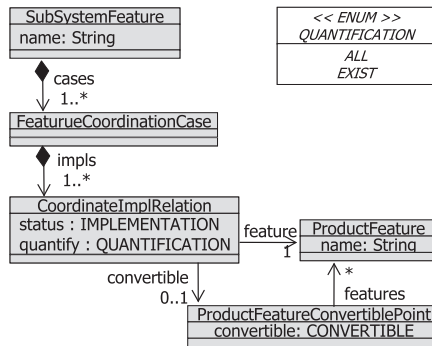 SubSystemFeature
name: String
<< ENUM >>
QUANTIFICATION
ALL
EXIST
cases
1..*
FeaturueCoordinationCase
impls
1..*
CoordinateImplRelation
status : IMPLEMENTATION
quantify : QUANTIFICATION
feature
1
ProductFeature
name: String
convertible
0..1
*
features
ProductFeatureConvertiblePoint
convertible: CONVERTIBLE